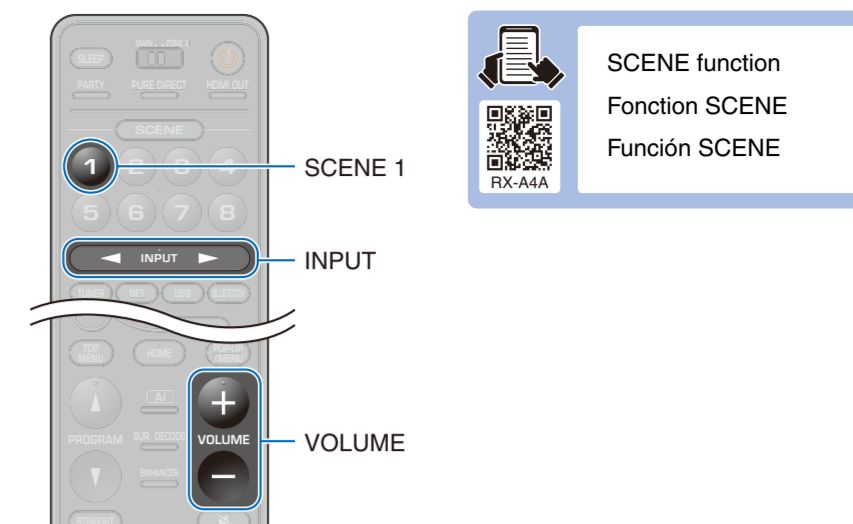 MAIN ZONE 2
SLEEP
PARTY PURE DIRECT HDMI OUT
SCENE
1 2 3 4
SCENE 1
5 6 7 8
INPUT
INPUT
TUNER NET USB BLUETOOTH
TOP MENU
HOME
POP-UP /MENU
AI
PROGRAM
SUR. DECODE
VOLUME
VOLUME
ENHANCER
STRAIGHT
SCENE function
Fonction SCENE
Función SCENE
RX-A4A